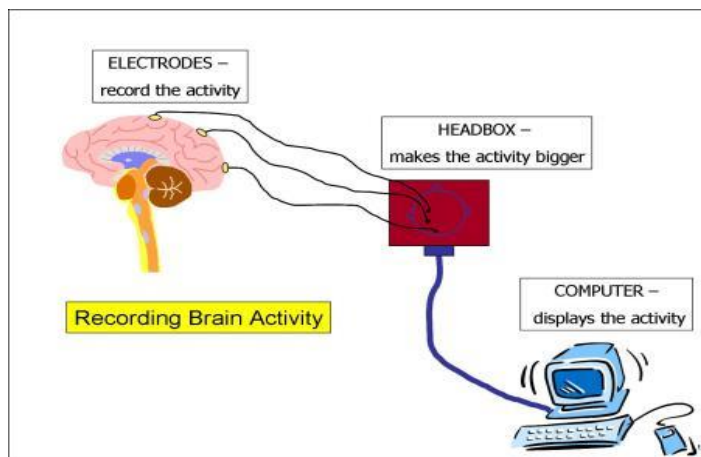 ELECTRODES –
record the activity
HEADBOX –
makes the activity bigger
COMPUTER –
displays the activity
Recording Brain Activity